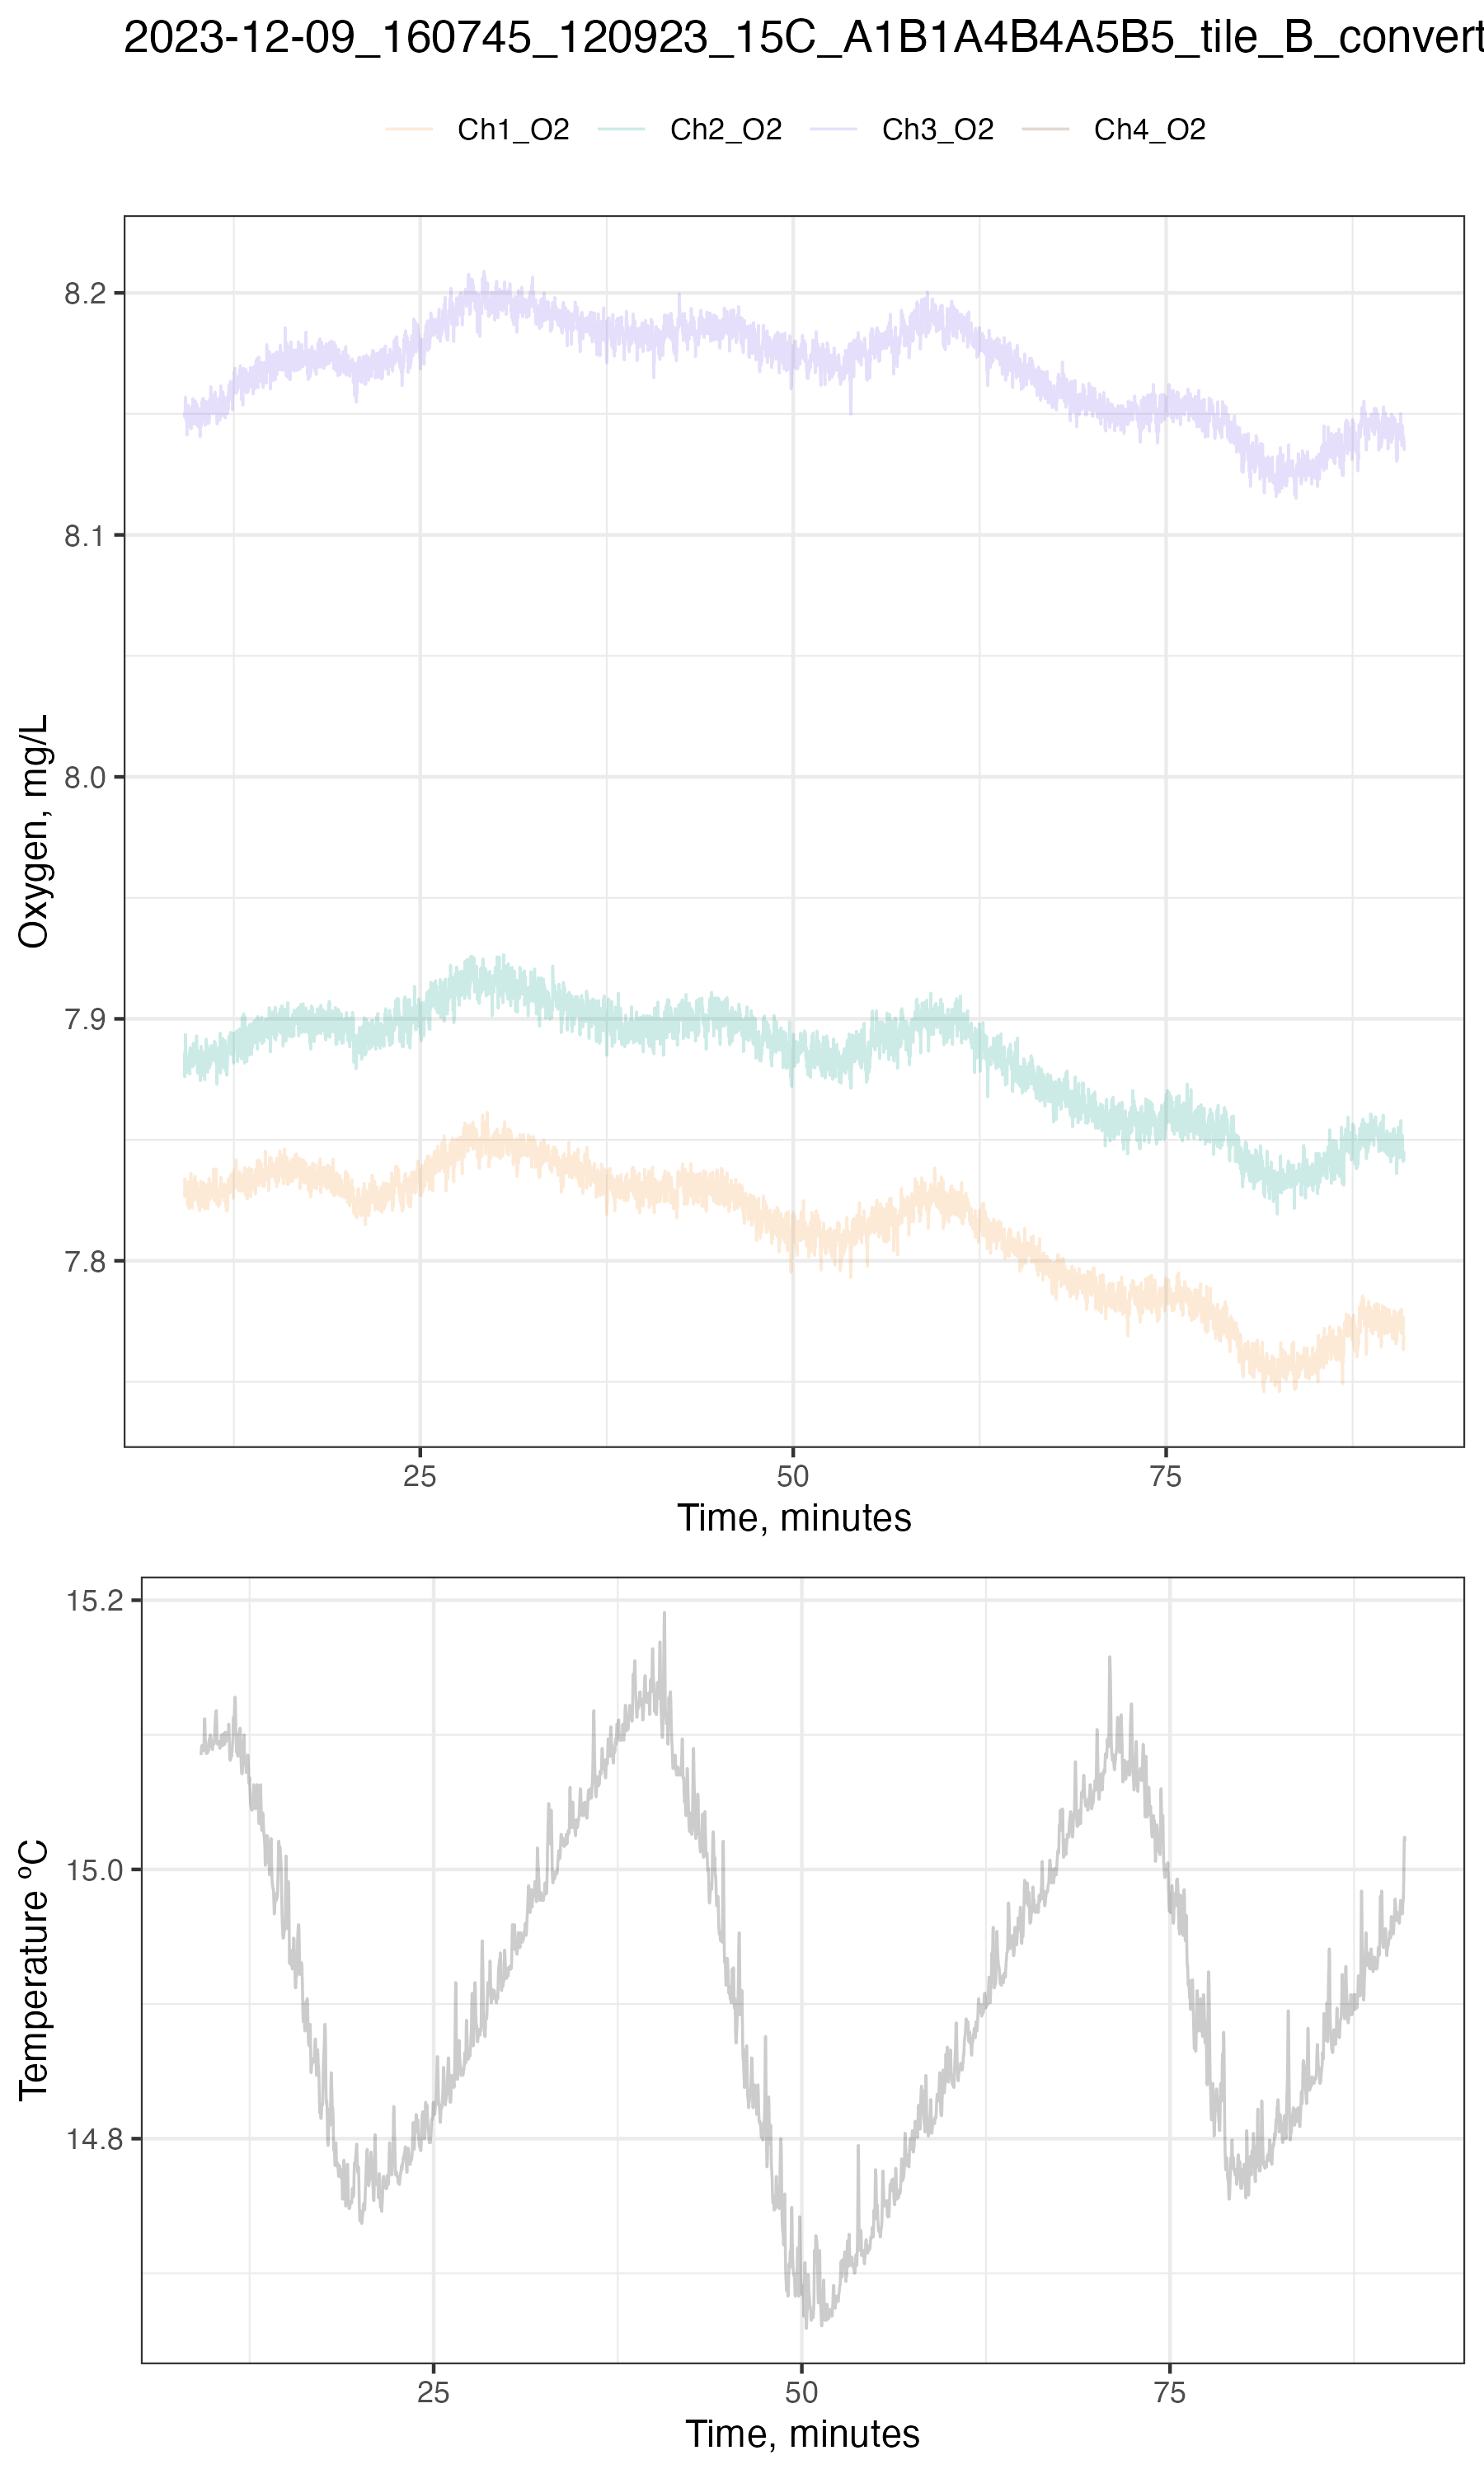 2023-12-09_160745_120923_15C_A1B1A4B4A5B5_tile_B_convert
Ch1_O2 Ch2_O2 Ch3_O2 Ch4_O2
8.2
8.1
8.0
7.9
7.8
Oxygen, mg/L
25 50 75
Time, minutes
15.2
15.0
14.8
Temperature ºC
25 50 75
Time, minutes